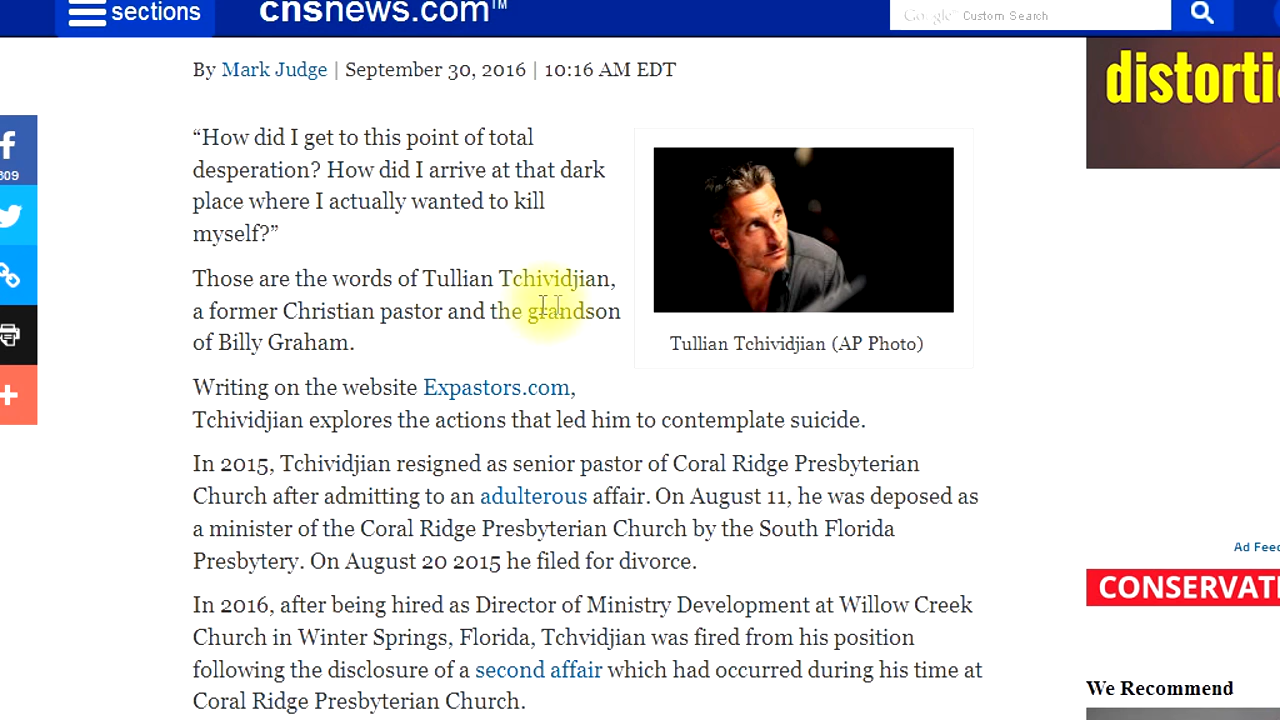 sections
cnsnews.com™
Google™ Custom Search
By Mark Judge | September 30, 2016 | 10:16 AM EDT
“How did I get to this point of total
desperation? How did I arrive at that dark
place where I actually wanted to kill
myself?”
Those are the words of Tullian Tchividjian,
a former Christian pastor and the grandson
of Billy Graham.
Tullian Tchividjian (AP Photo)
Writing on the website Expastors.com,
Tchividjian explores the actions that led him to contemplate suicide.
In 2015, Tchividjian resigned as senior pastor of Coral Ridge Presbyterian
Church after admitting to an adulterous affair. On August 11, he was deposed as
a minister of the Coral Ridge Presbyterian Church by the South Florida
Presbytery. On August 20 2015 he filed for divorce.
In 2016, after being hired as Director of Ministry Development at Willow Creek
Church in Winter Springs, Florida, Tchvidjian was fired from his position
following the disclosure of a second affair which had occurred during his time at
Coral Ridge Presbyterian Church.
distorti
Ad Feed
CONSERVATI
We Recommend